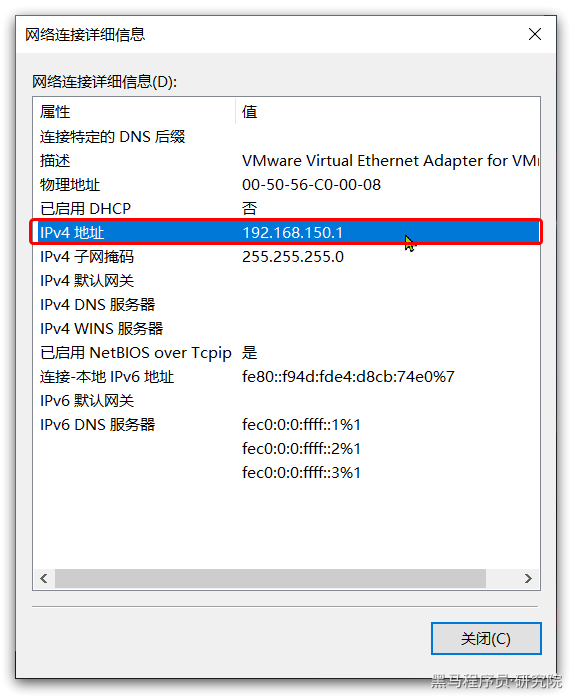 网络连接详细信息
网络连接详细信息(D):
属性 值
连接特定的 DNS 后缀
描述 VMware Virtual Ethernet Adapter for VM
物理地址 00-50-56-C0-00-08
已启用 DHCP 否
IPv4 地址 192.168.150.1
IPv4 子网掩码 255.255.255.0
IPv4 默认网关
IPv4 DNS 服务器
IPv4 WINS 服务器
已启用 NetBIOS over Tcpip 是
连接-本地 IPv6 地址 fe80::f94d:fde4:d8cb:74e0%7
IPv6 默认网关
IPv6 DNS 服务器 fec0:0:0:ffff::1%1
fec0:0:0:ffff::2%1
fec0:0:0:ffff::3%1
关闭(C)
黑马程序员-研究院